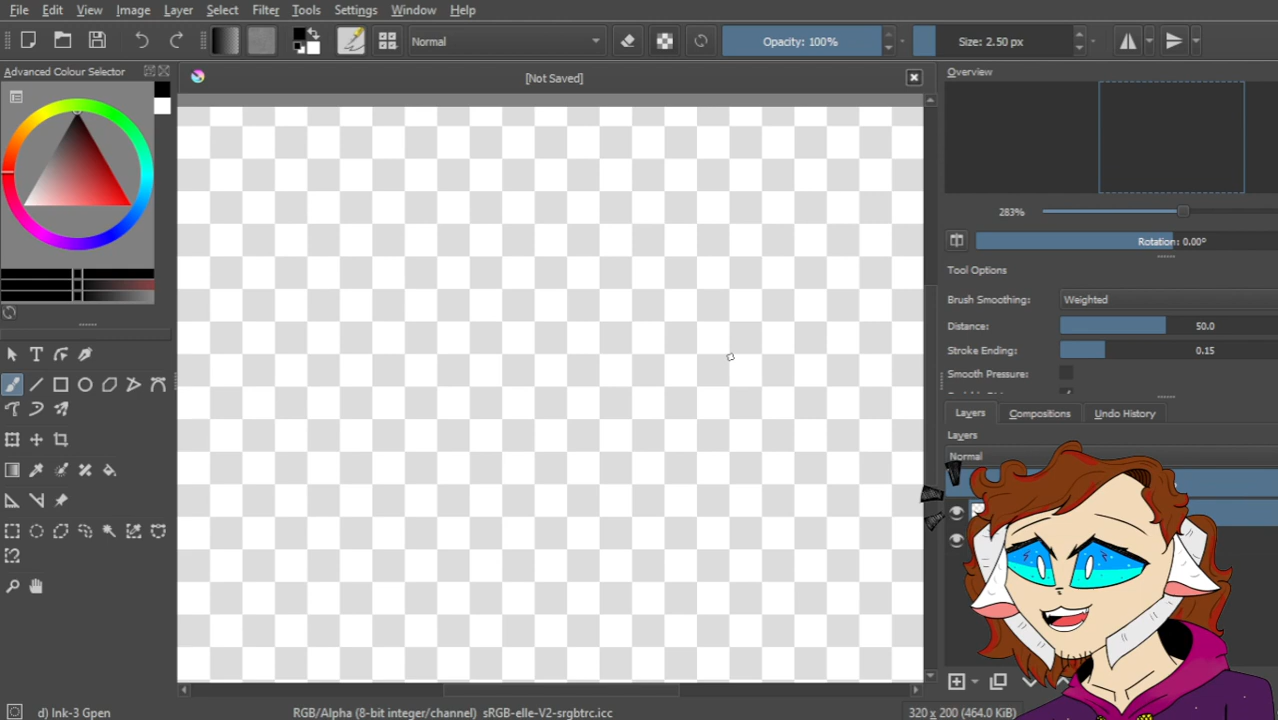 File Edit View Image Layer Select Filter Tools Settings Window Help
Normal Opacity: 100% Size: 2.50 px
Advanced Colour Selector
[Not Saved]
Overview
283%
Rotation: 0.00°
Tool Options
Brush Smoothing: Weighted
Distance: 50.0
Stroke Ending: 0.15
Smooth Pressure:
Layers Compositions Undo History
Layers
Normal
d) Ink-3 Gpen RGB/Alpha (8-bit integer/channel) sRGB-elle-V2-srgbtrc.icc 320 x 200 (464.0 KiB)